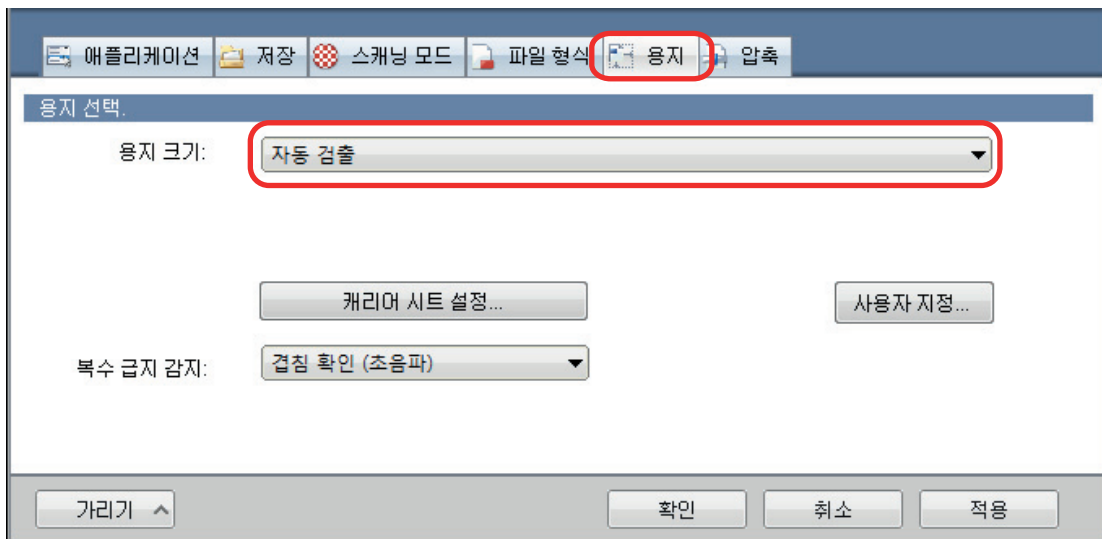 애플리케이션 저장 스캐닝 모드 파일 형식 용지 압축
용지 선택.
용지 크기: 자동 검출
캐리어 시트 설정... 사용자 지정...
복수 급지 감지: 겹침 확인 (초음파)
가리기 확인 취소 적용